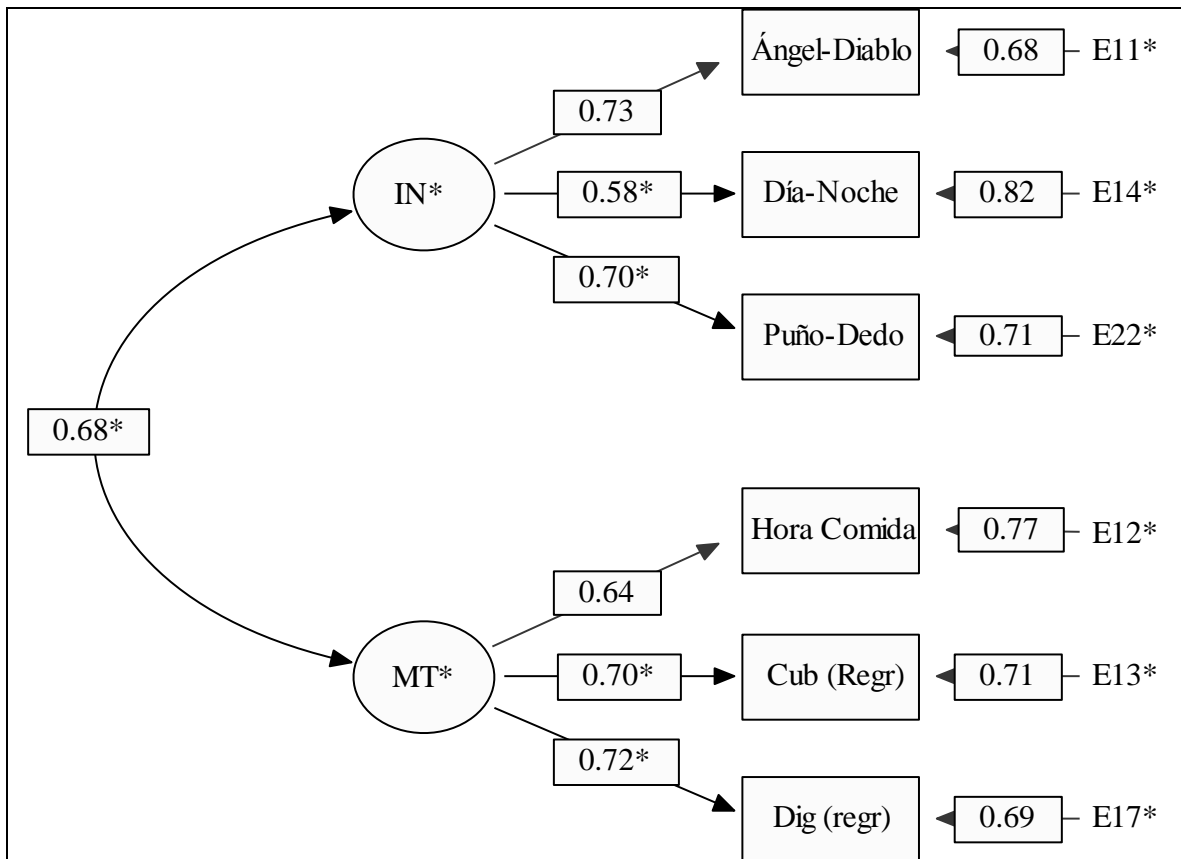 Ángel-Diablo
0.68
E11*
0.73
IN*
0.58*
Día-Noche
0.82
E14*
0.70*
Puño-Dedo
0.71
E22*
0.68*
Hora Comida
0.77
E12*
0.64
MT*
0.70*
Cub (Regr)
0.71
E13*
0.72*
Dig (regr)
0.69
E17*